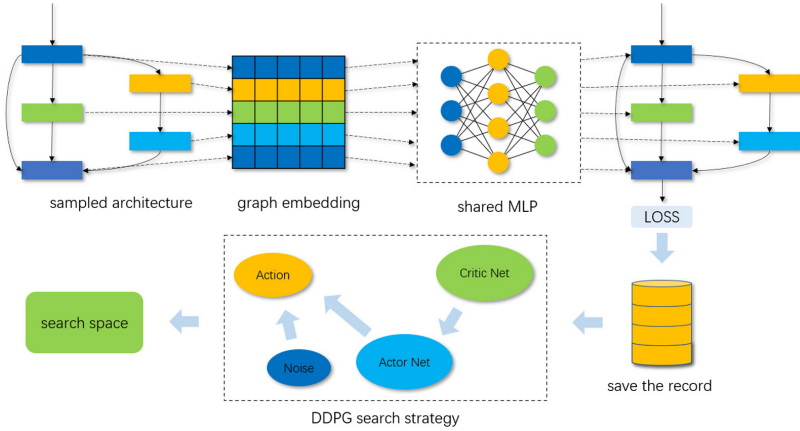 sampled architecture
graph embedding
shared MLP
LOSS
Action
Critic Net
search space
Noise
Actor Net
save the record
DDPG search strategy